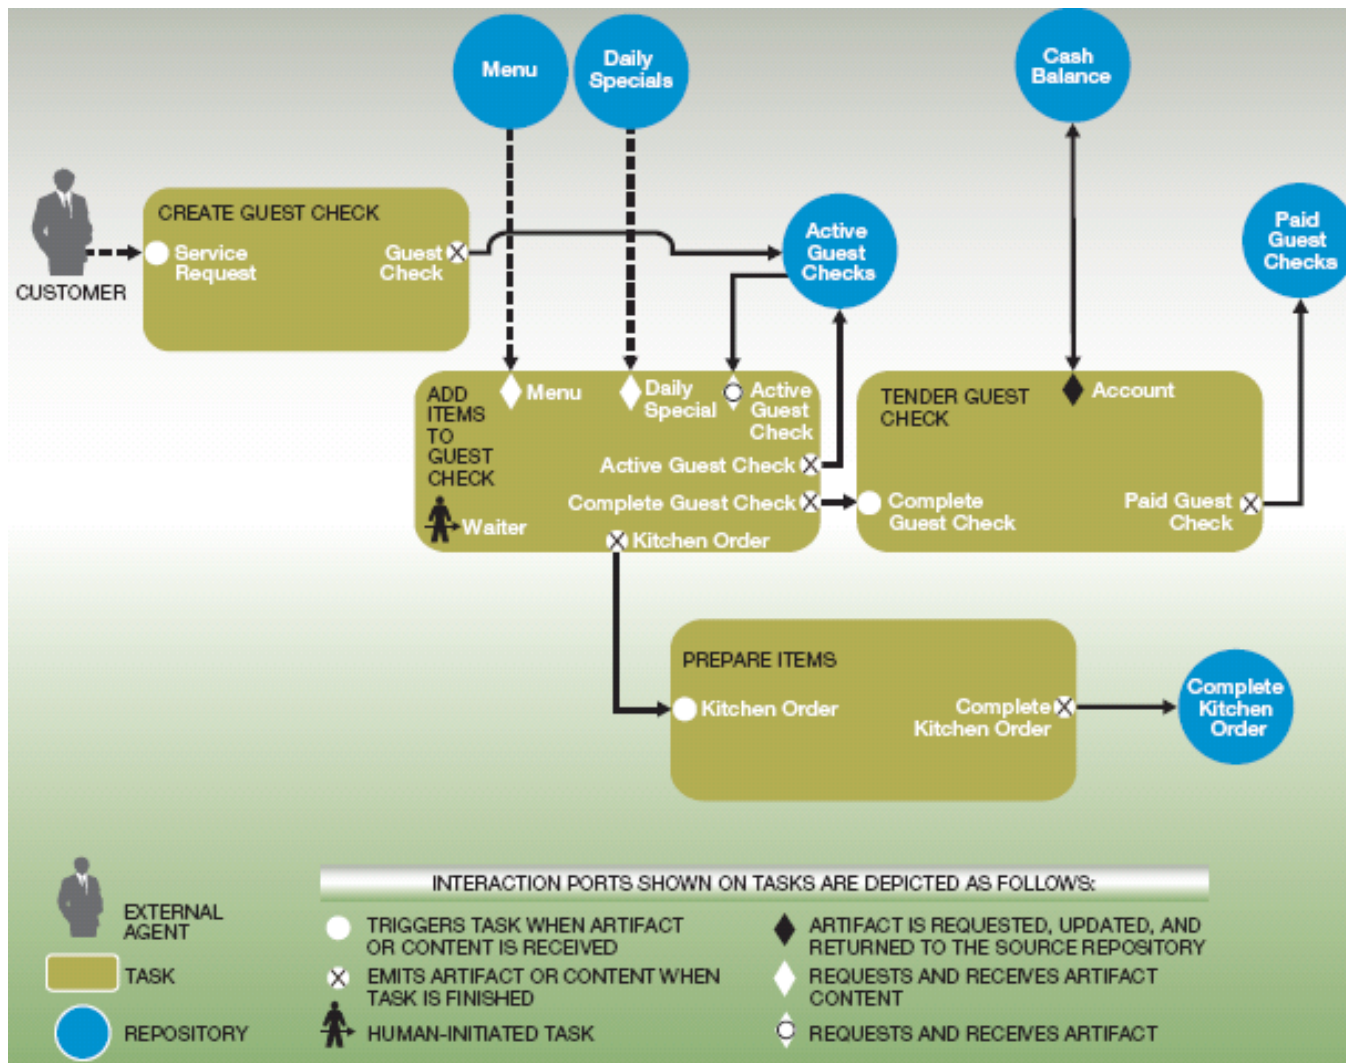 Menu
Daily
Specials
Cash
Balance
CREATE GUEST CHECK
Service
Request
Guest
Check
CUSTOMER
Active
Guest
Checks
Paid
Guest
Checks
ADD
ITEMS
TO
GUEST
CHECK
Menu
Daily
Special
Active
Guest
Check
Active Guest Check
Complete Guest Check
Waiter
Kitchen Order
TENDER GUEST
CHECK
Account
Complete
Guest Check
Paid Guest
Check
PREPARE ITEMS
Kitchen Order
Complete
Kitchen Order
Complete
Kitchen
Order
EXTERNAL
AGENT
TASK
REPOSITORY
INTERACTION PORTS SHOWN ON TASKS ARE DEPICTED AS FOLLOWS:
TRIGGERS TASK WHEN ARTIFACT
OR CONTENT IS RECEIVED
EMITS ARTIFACT OR CONTENT WHEN
TASK IS FINISHED
HUMAN-INITIATED TASK
ARTIFACT IS REQUESTED, UPDATED, AND
RETURNED TO THE SOURCE REPOSITORY
REQUESTS AND RECEIVES ARTIFACT
CONTENT
REQUESTS AND RECEIVES ARTIFACT